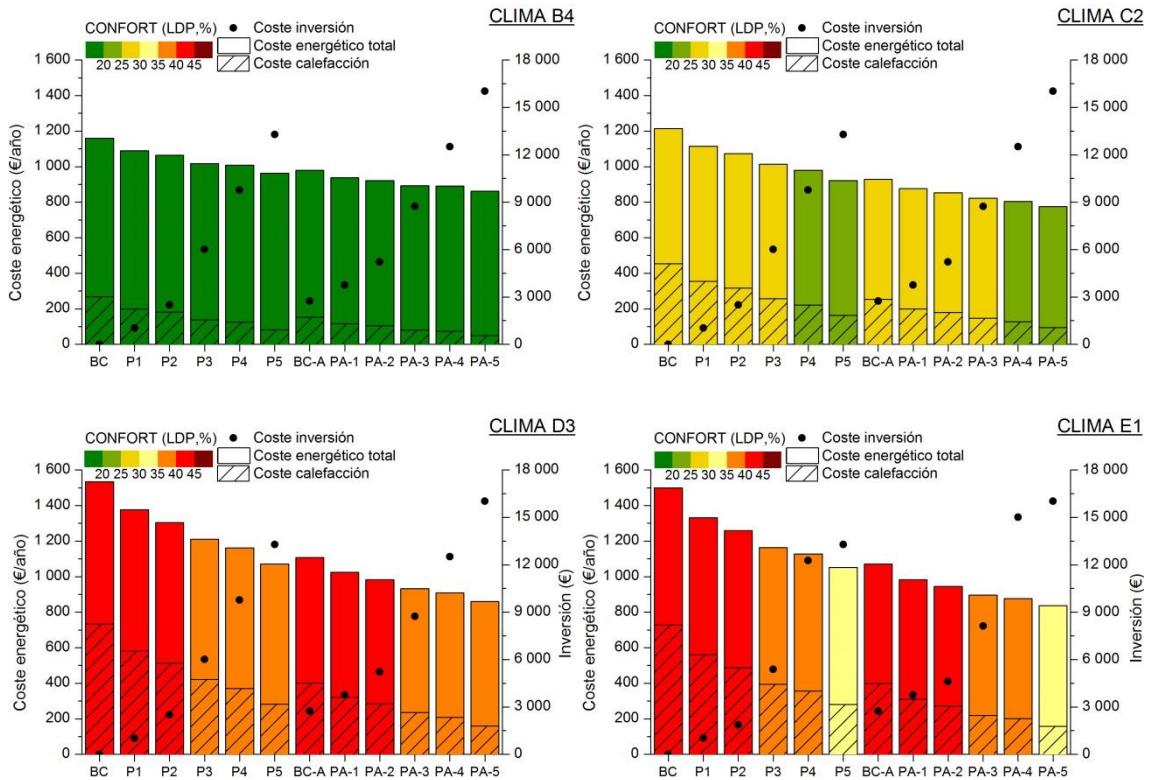 CLIMA B4
CONFORT (LDP,%)
20 25 30 35 40 45
Coste inversión
Coste energético total
Coste calefacción
Coste energético (€/año)
1 600
1 400
1 200
1 000
800
600
400
200
0
18 000
15 000
12 000
9 000
6 000
3 000
0
BC P1 P2 P3 P4 P5 BC-A PA-1 PA-2 PA-3 PA-4 PA-5
CLIMA C2
CONFORT (LDP,%)
20 25 30 35 40 45
Coste inversión
Coste energético total
Coste calefacción
Coste energético (€/año)
1 600
1 400
1 200
1 000
800
600
400
200
0
18 000
15 000
12 000
9 000
6 000
3 000
0
BC P1 P2 P3 P4 P5 BC-A PA-1 PA-2 PA-3 PA-4 PA-5
CLIMA D3
CONFORT (LDP,%)
20 25 30 35 40 45
Coste inversión
Coste energético total
Coste calefacción
Coste energético (€/año)
1 600
1 400
1 200
1 000
800
600
400
200
0
18 000
15 000
12 000
9 000
6 000
3 000
0
Inversión (€)
BC P1 P2 P3 P4 P5 BC-A PA-1 PA-2 PA-3 PA-4 PA-5
CLIMA E1
CONFORT (LDP,%)
20 25 30 35 40 45
Coste inversión
Coste energético total
Coste calefacción
Coste energético (€/año)
1 600
1 400
1 200
1 000
800
600
400
200
0
18 000
15 000
12 000
9 000
6 000
3 000
0
Inversión (€)
BC P1 P2 P3 P4 P5 BC-A PA-1 PA-2 PA-3 PA-4 PA-5